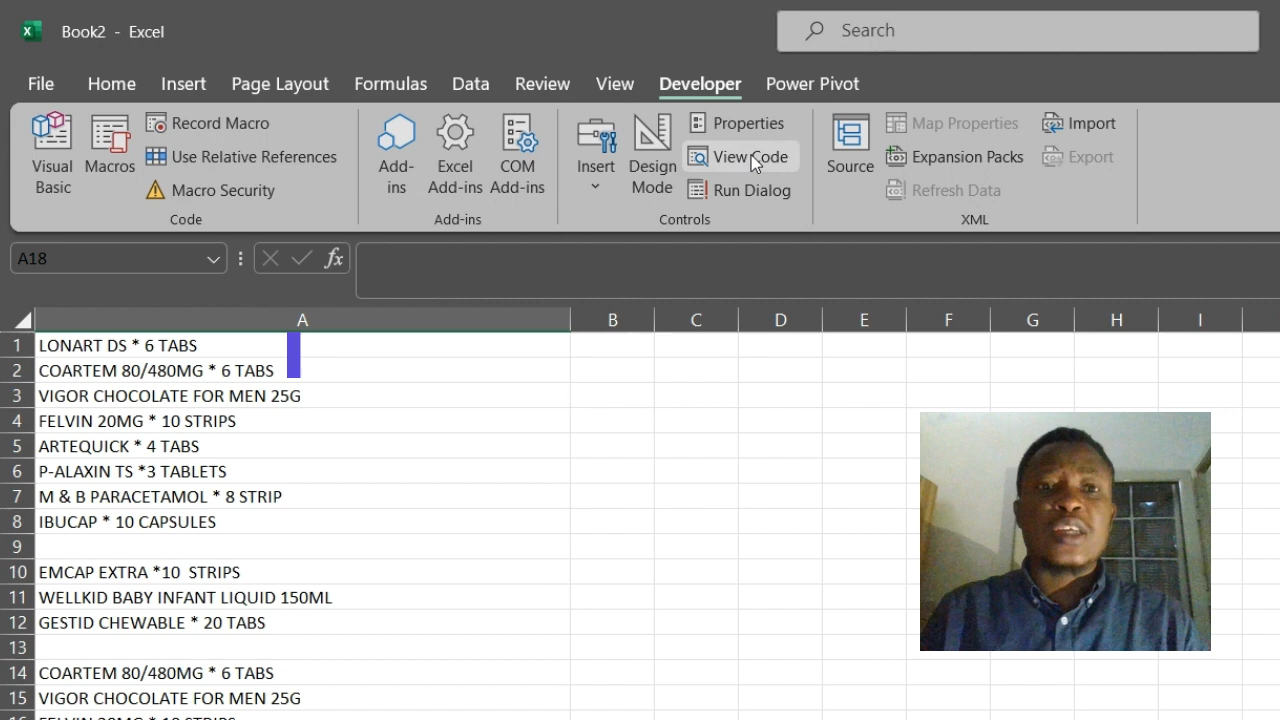 Book2 - Excel
Search
File Home Insert Page Layout Formulas Data Review View Developer Power Pivot
Visual Basic
Macros
Record Macro
Use Relative References
Macro Security
Code
Add-ins
Excel Add-ins
COM Add-ins
Add-ins
Insert
Design Mode
Properties
View Code
Run Dialog
Controls
Source
Map Properties
Expansion Packs
Refresh Data
Import
Export
XML
A18
fx
A B C D E F G H I
1 LONART DS * 6 TABS
2 COARTEM 80/480MG * 6 TABS
3 VIGOR CHOCOLATE FOR MEN 25G
4 FELVIN 20MG * 10 STRIPS
5 ARTEQUICK * 4 TABS
6 P-ALAXIN TS *3 TABLETS
7 M & B PARACETAMOL * 8 STRIP
8 IBUCAP * 10 CAPSULES
9
10 EMCAP EXTRA *10  STRIPS
11 WELLKID BABY INFANT LIQUID 150ML
12 GESTID CHEWABLE * 20 TABS
13
14 COARTEM 80/480MG * 6 TABS
15 VIGOR CHOCOLATE FOR MEN 25G